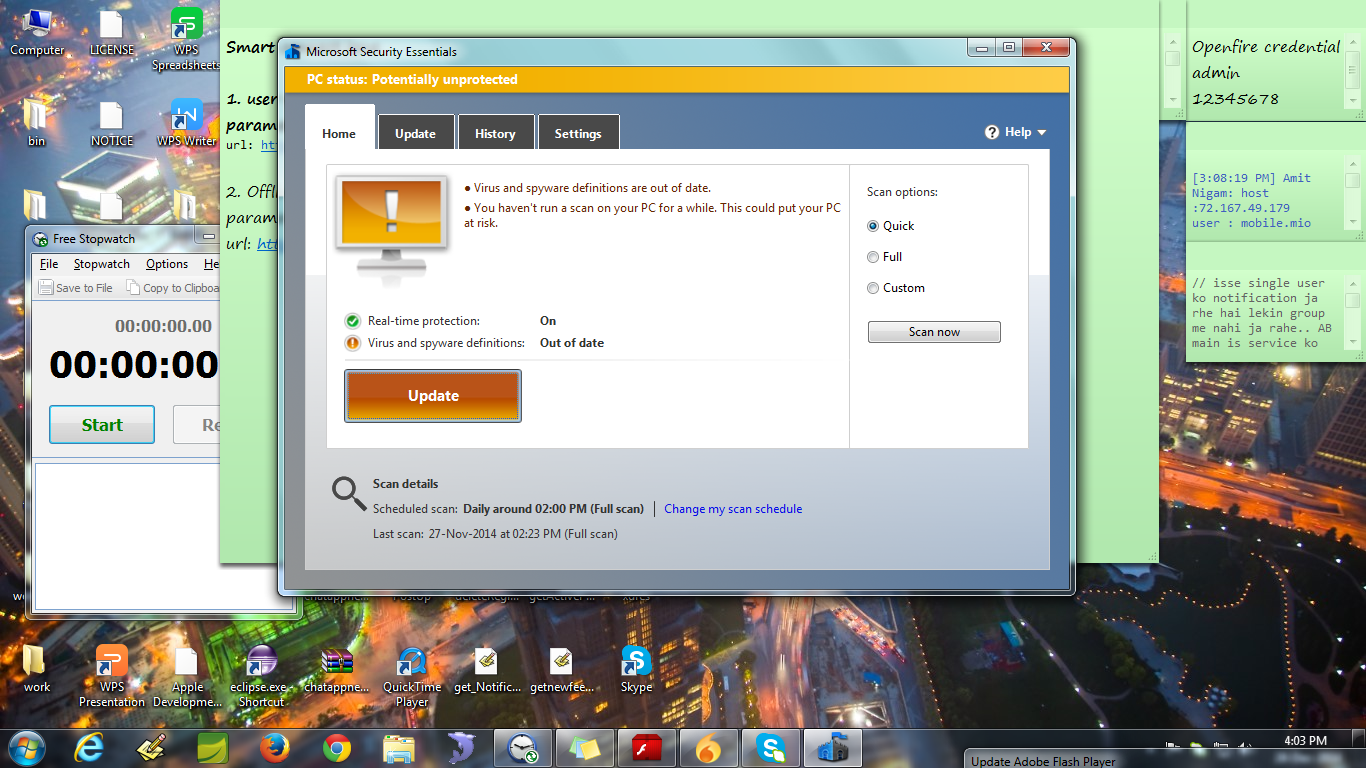 Computer
LICENSE
WPS
Spreadsheets
bin
NOTICE
WPS Writer
Smart
1. user
param
url:
2. Offl
param
url:
Free Stopwatch
File Stopwatch Options He
Save to File Copy to Clipboa
00:00:00.00
00:00:00
Start
Re
Microsoft Security Essentials
PC status: Potentially unprotected
Home
Update
History
Settings
Help
● Virus and spyware definitions are out of date.
● You haven't run a scan on your PC for a while. This could put your PC
at risk.
Real-time protection: On
Virus and spyware definitions: Out of date
Update
Scan options:
Quick
Full
Custom
Scan now
Scan details
Scheduled scan: Daily around 02:00 PM (Full scan) | Change my scan schedule
Last scan: 27-Nov-2014 at 02:23 PM (Full scan)
Openfire credential
admin
12345678
[3:08:19 PM] Amit
Nigam: host
:72.167.49.179
user : mobile.mio
// isse single user
ko notification ja
rhe hai lekin group
me nahi ja rahe.. AB
main is service ko
work
WPS
Presentation
Apple
Developme...
eclipse.exe -
Shortcut
chatappne...
QuickTime
Player
get_Notific...
getnewfee...
Skype
4:03 PM
Update Adobe Flash Player